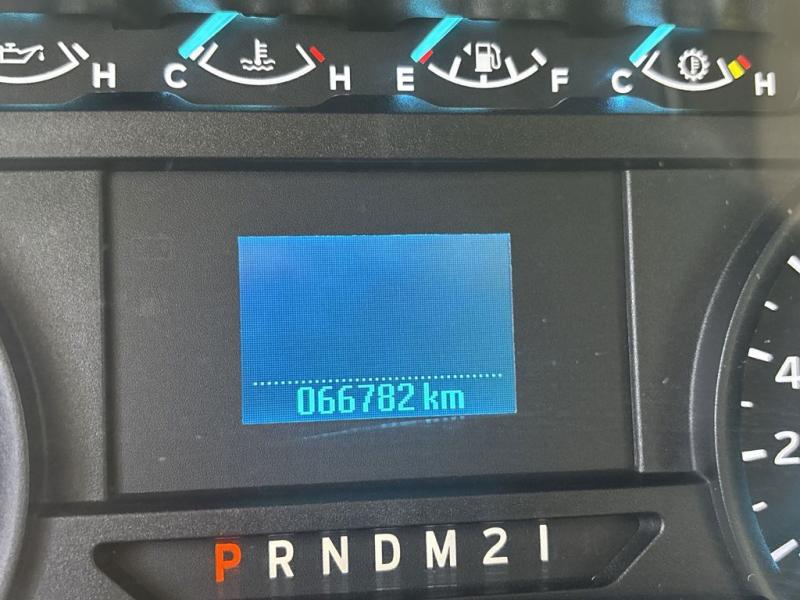 H C H E F C H
066782 km
4
2
P R N D M 2 1